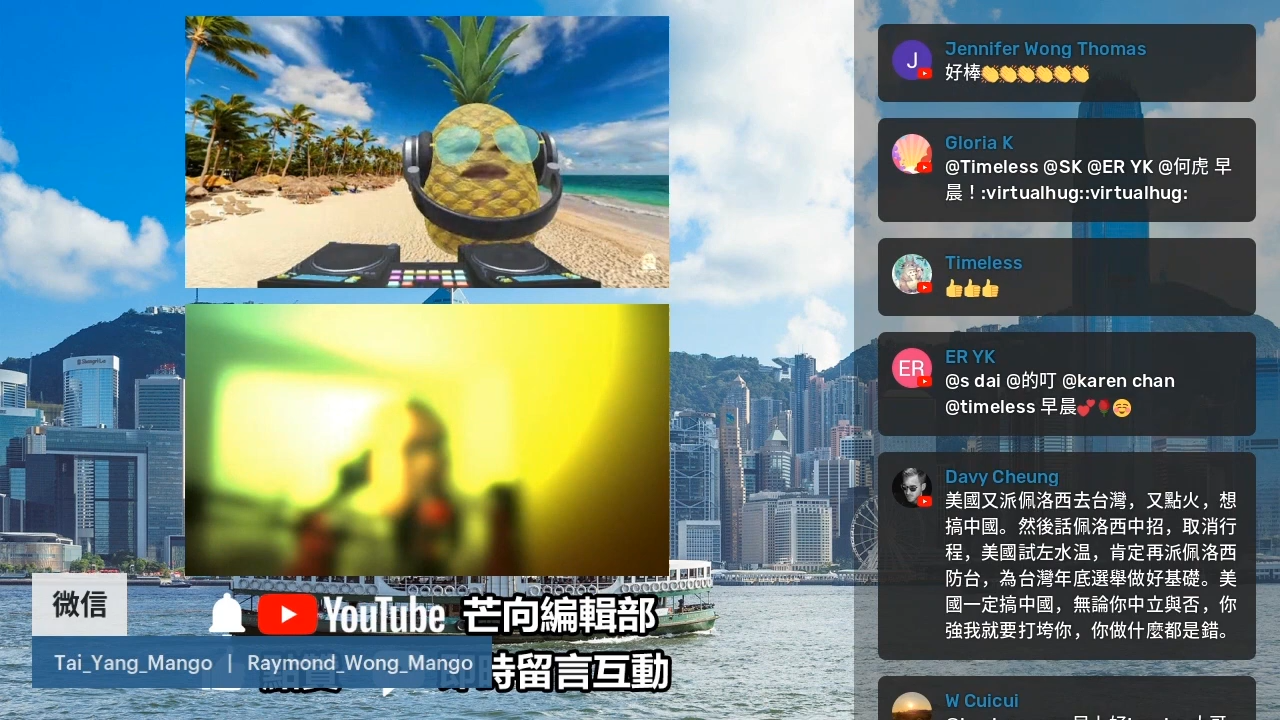 Jennifer Wong Thomas
好棒👏👏👏👏👏👏
Gloria K
@Timeless @SK @ER YK @何虎 早
晨！:virtualhug::virtualhug:
Timeless
👍👍👍
ER YK
@s dai @的叮 @karen chan
@timeless 早晨💕🌹☺️
Davy Cheung
美國又派佩洛西去台灣，又點火，想
搞中國。然後話佩洛西中招，取消行
程，美國試左水温，肯定再派佩洛西
防台，為台灣年底選舉做好基礎。美
國一定搞中國，無論你中立與否，你
強我就要打垮你，你做什麼都是錯。
W Cuicui
J
ER
微信
Tai_Yang_Mango | Raymond_Wong_Mango
YouTube 芒向編輯部
即時留言互動